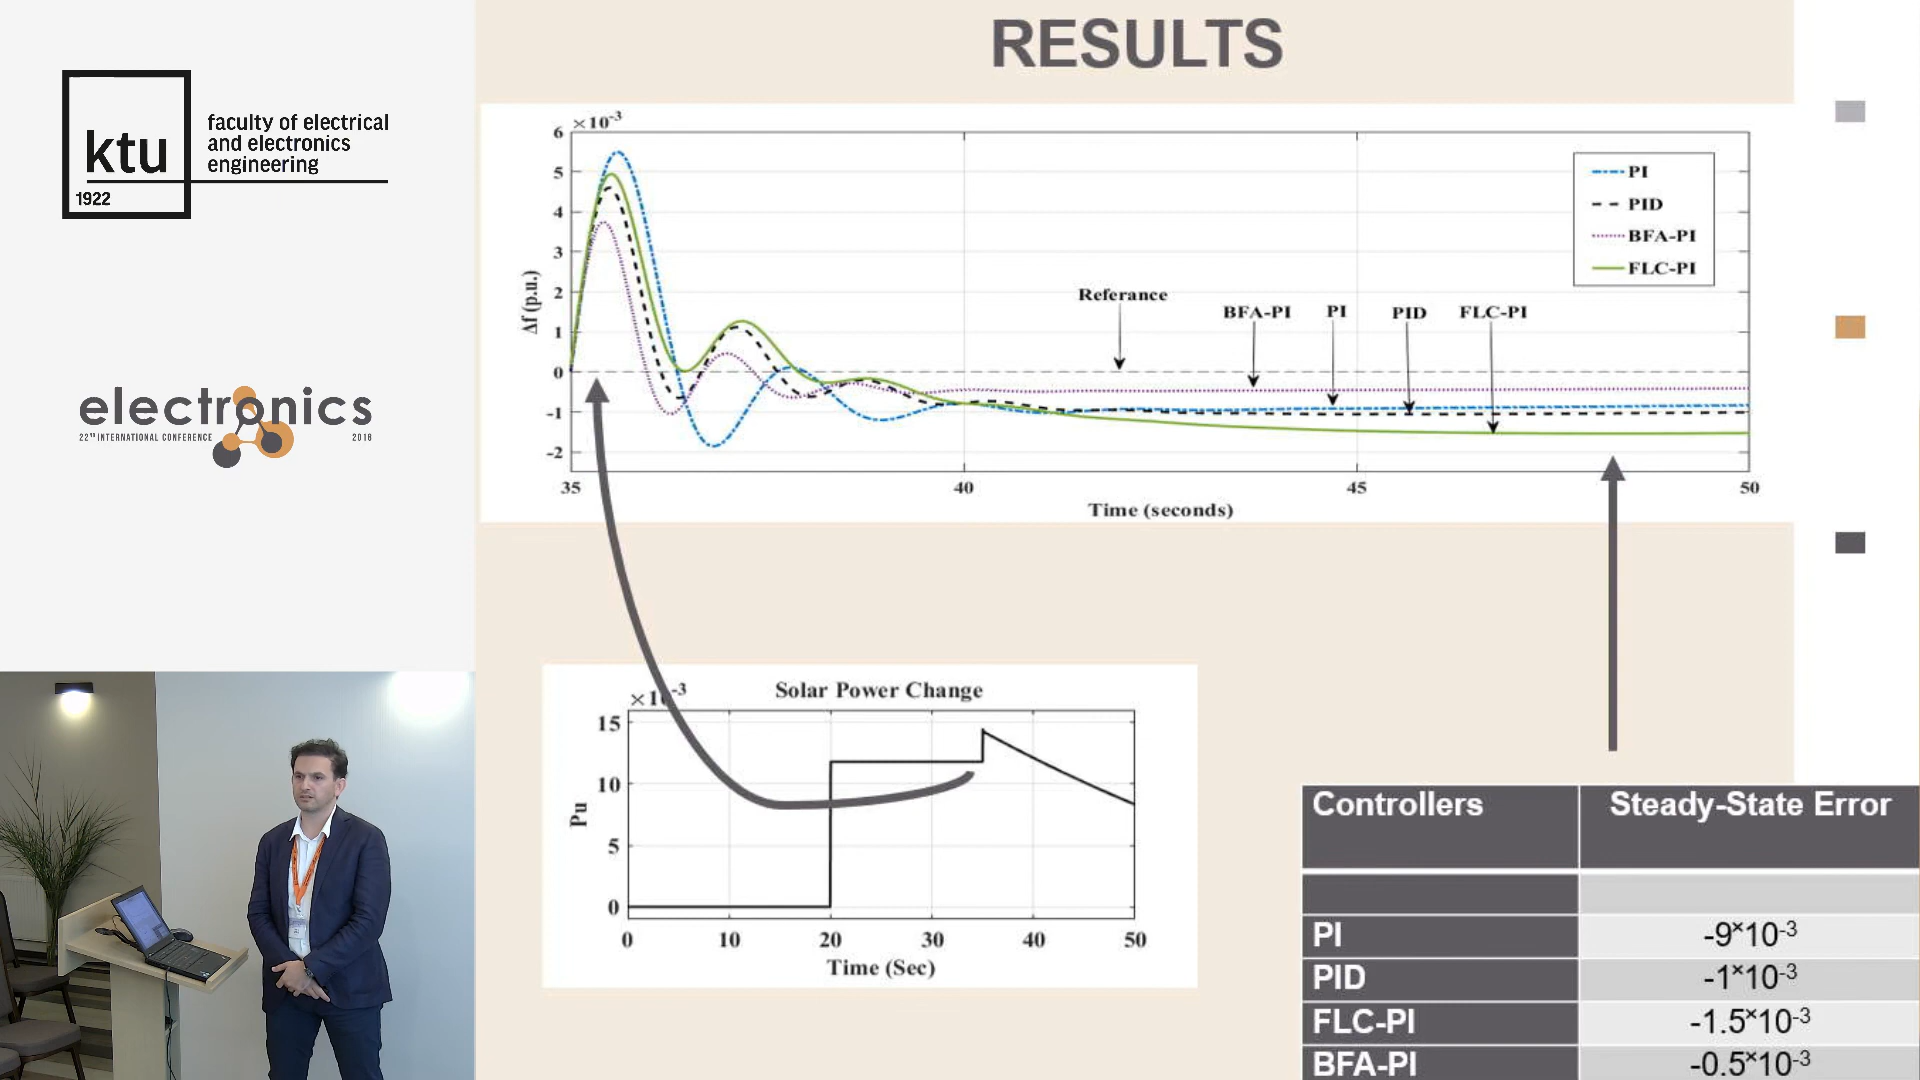 ktu
1922
faculty of electrical
and electronics
engineering
electronics
22ND INTERNATIONAL CONFERENCE 2018
RESULTS
×10-3
6
5
4
3
2
1
0
-1
-2
Δf (p.u.)
35 40 45 50
Time (seconds)
PI
PID
BFA-PI
FLC-PI
Referance
BFA-PI PI PID FLC-PI
Solar Power Change
×10-3
15
10
5
0
Pu
0 10 20 30 40 50
Time (Sec)
Controllers Steady-State Error
PI -9×10-3
PID -1×10-3
FLC-PI -1.5×10-3
BFA-PI -0.5×10-3